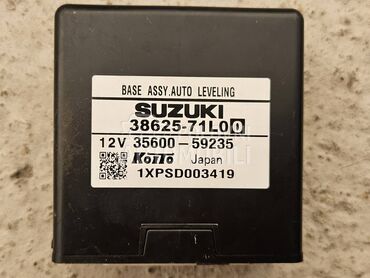 BASE ASSY.AUTO LEVELING
SUZUKI
38625-71L00
12V 35600-59235
KOITO Japan
1XPSD003419